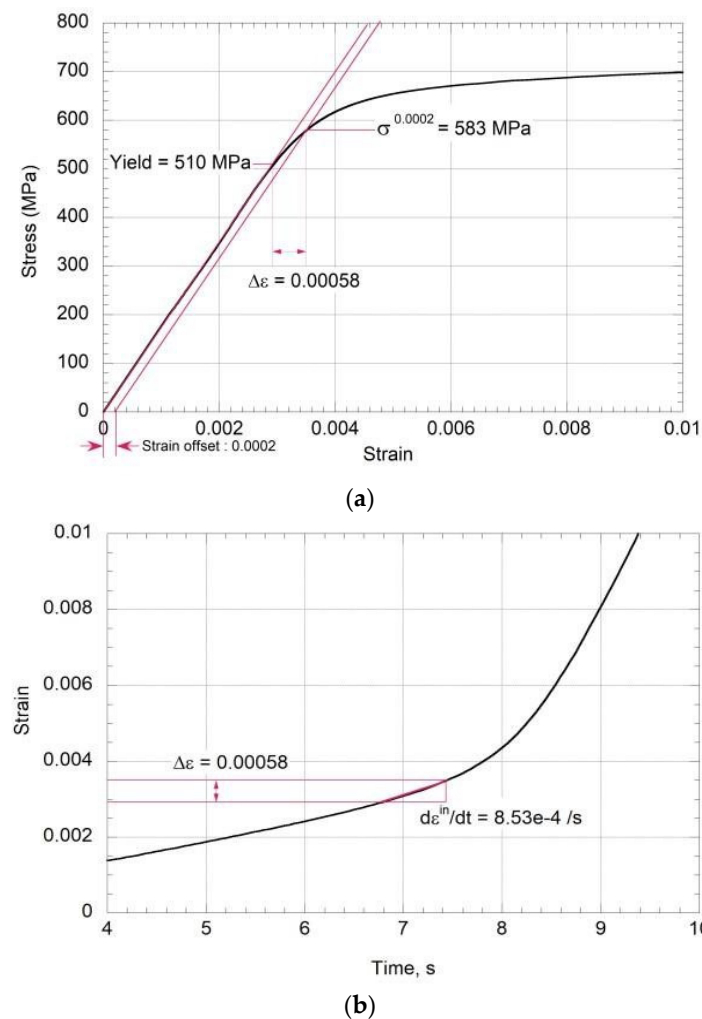 800
700
σ^0.0002 = 583 MPa
600
Yield = 510 MPa
500
Stress (MPa)
400
300
Δε = 0.00058
200
100
0
0 0.002 0.004 0.006 0.008 0.01
Strain offset : 0.0002
Strain
(a)
0.01
0.008
0.006
Strain
0.004
Δε = 0.00058
dε^in/dt = 8.53e-4 /s
0.002
0
4 5 6 7 8 9 10
Time, s
(b)